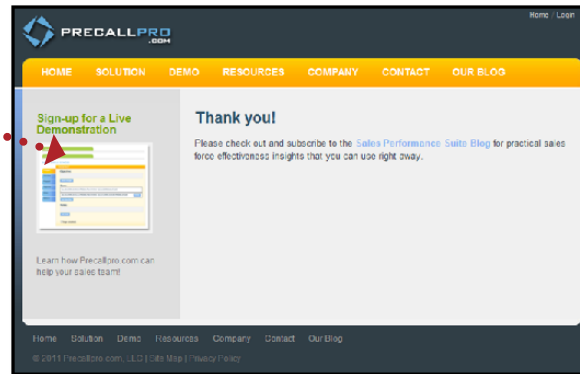 Home / Login
PRECALLPRO
.COM
HOME SOLUTION DEMO RESOURCES COMPANY CONTACT OUR BLOG
Sign-up for a Live
Demonstration
Learn how Precallpro.com can
help your sales team!
Thank you!
Please check out and subscribe to the Sales Performance Suite Blog for practical sales
force effectiveness insights that you can use right away.
Home Solution Demo Resources Company Contact Our Blog
© 2011 Precallpro.com, LLC | Site Map | Privacy Policy